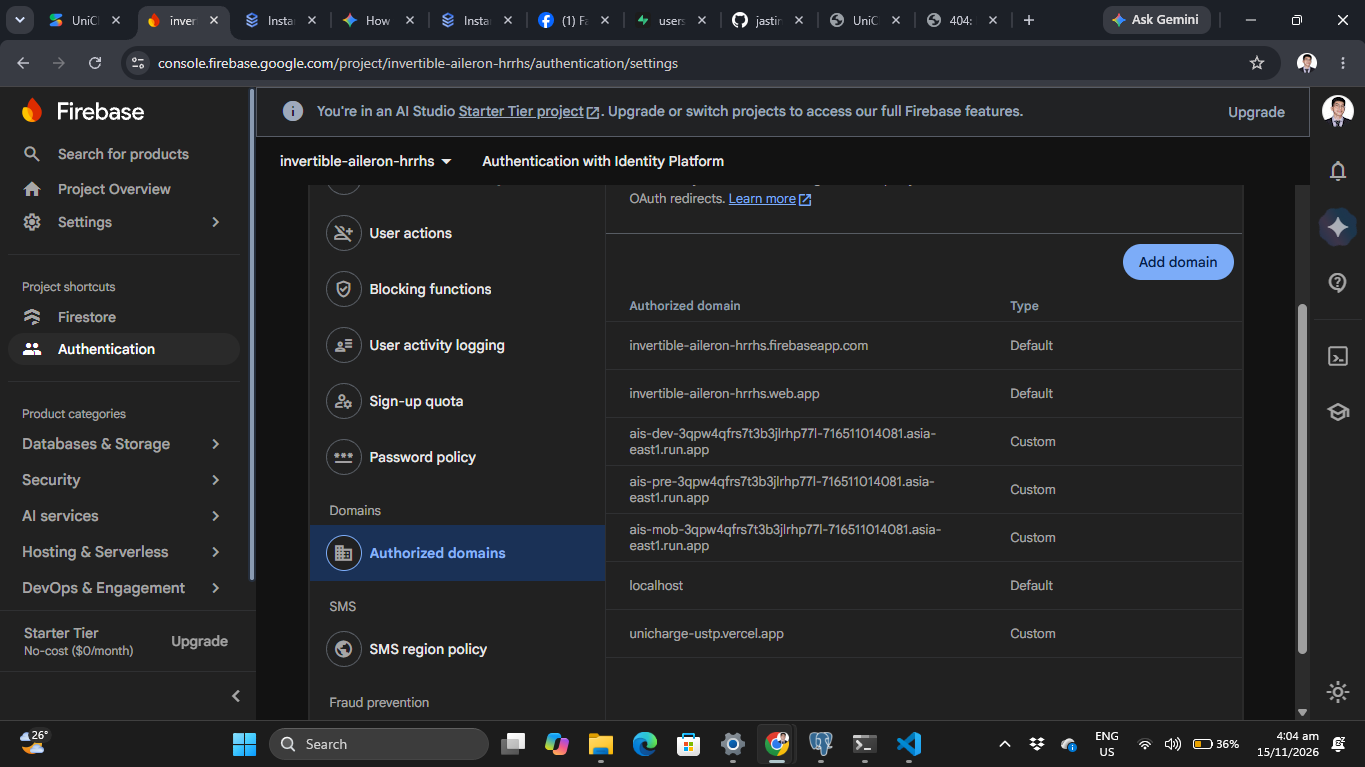 UniC
inver
Insta
How
Insta
(1) Fa
users
jastir
UniC
404:
Ask Gemini
console.firebase.google.com/project/invertible-aileron-hrrhs/authentication/settings
Firebase
Search for products
Project Overview
Settings
Project shortcuts
Firestore
Authentication
Product categories
Databases & Storage
Security
AI services
Hosting & Serverless
DevOps & Engagement
Starter Tier
No-cost ($0/month)
Upgrade
You're in an AI Studio Starter Tier project. Upgrade or switch projects to access our full Firebase features.
Upgrade
invertible-aileron-hrrhs
Authentication with Identity Platform
User actions
Blocking functions
User activity logging
Sign-up quota
Password policy
Domains
Authorized domains
SMS
SMS region policy
Fraud prevention
OAuth redirects. Learn more
Add domain
Authorized domain Type
invertible-aileron-hrrhs.firebaseapp.com Default
invertible-aileron-hrrhs.web.app Default
ais-dev-3qpw4qfrs7t3b3jlrhp77l-716511014081.asia-
east1.run.app Custom
ais-pre-3qpw4qfrs7t3b3jlrhp77l-716511014081.asia-
east1.run.app Custom
ais-mob-3qpw4qfrs7t3b3jlrhp77l-716511014081.asia-
east1.run.app Custom
localhost Default
unicharge-ustp.vercel.app Custom
26°
Search
ENG
US
36%
4:04 am
15/11/2026